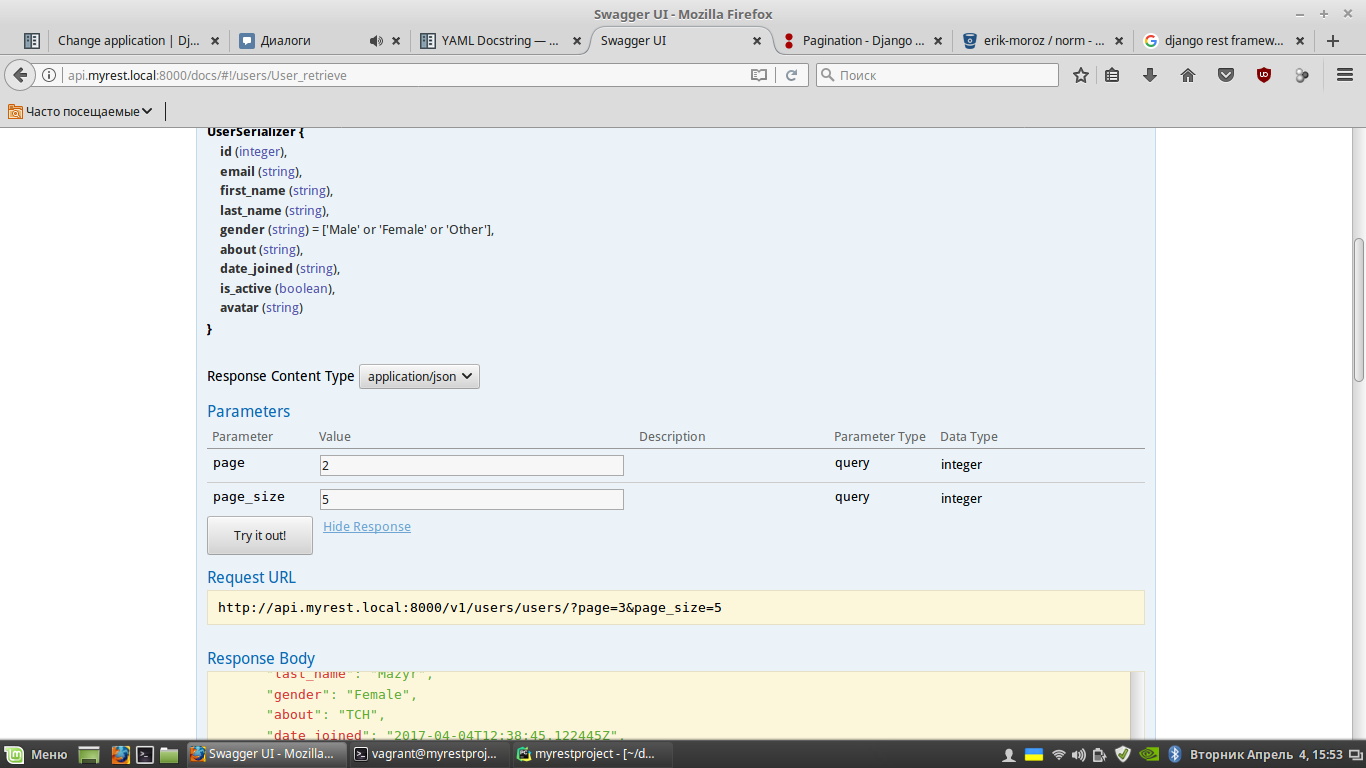 Swagger UI - Mozilla Firefox
Change application | Dj...
Диалоги
YAML Docstring — ...
Swagger UI
Pagination - Django ...
erik-moroz / norm - ...
django rest framew...
api.myrest.local:8000/docs/#!/users/User_retrieve
Поиск
Часто посещаемые
UserSerializer {
id (integer),
email (string),
first_name (string),
last_name (string),
gender (string) = ['Male' or 'Female' or 'Other'],
about (string),
date_joined (string),
is_active (boolean),
avatar (string)
}
Response Content Type application/json
Parameters
Parameter Value Description Parameter Type Data Type
page 2 query integer
page_size 5 query integer
Try it out! Hide Response
Request URL
http://api.myrest.local:8000/v1/users/users/?page=3&page_size=5
Response Body
"last_name": "Mazyr",
"gender": "Female",
"about": "TCH",
"date_joined": "2017-04-04T12:38:45.122445Z",
Меню
Swagger UI - Mozilla...
vagrant@myrestproj...
myrestproject - [~/d...
Вторник Апрель 4, 15:53